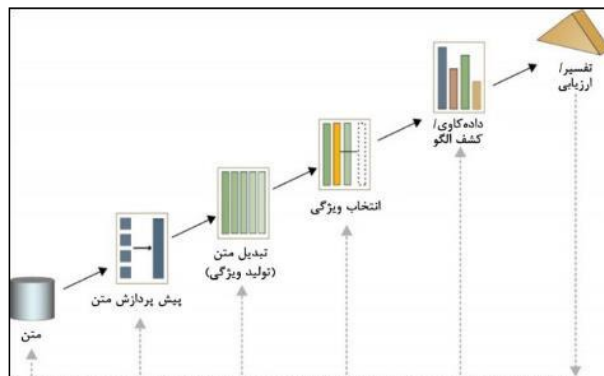 تفسیر/
ارزیابی
داده‌کاوی/
کشف الگو
انتخاب ویژگی
تبدیل متن
(تولید ویژگی)
پیش پردازش متن
متن